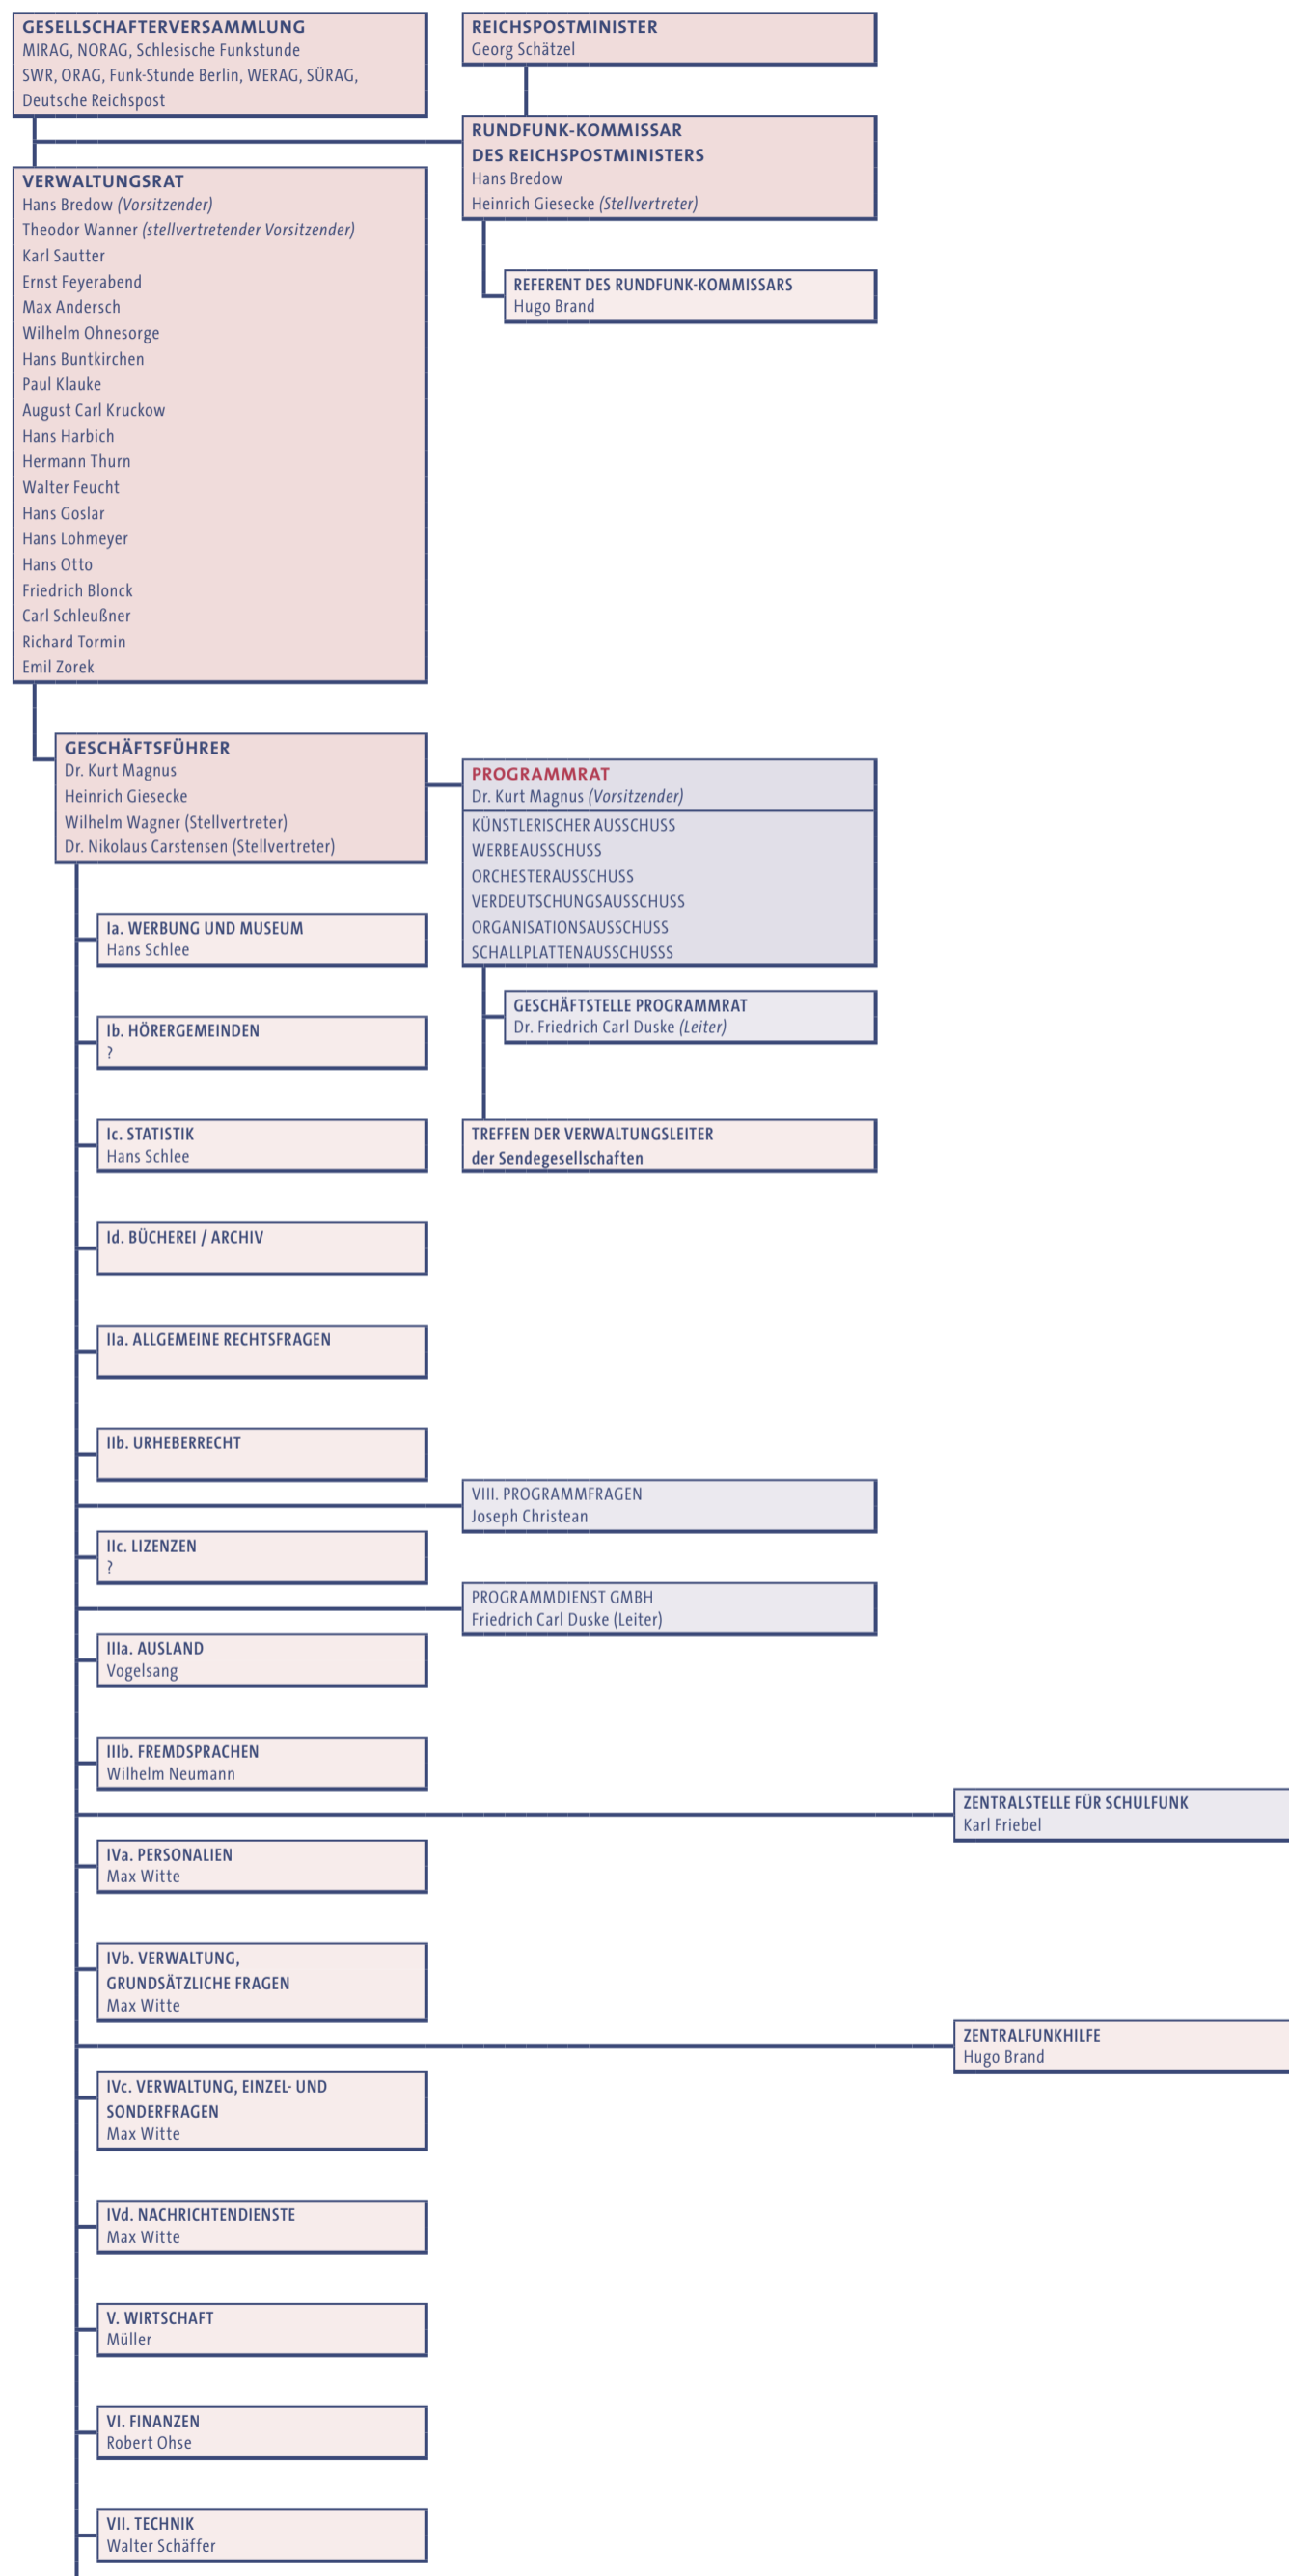 GESELLSCHAFTERVERSAMMLUNG
MIRAG, NORAG, Schlesische Funkstunde
SWR, ORAG, Funk-Stunde Berlin, WERAG, SÜRAG,
Deutsche Reichspost
REICHSPOSTMINISTER
Georg Schätzel
RUNDFUNK-KOMMISSAR
DES REICHSPOSTMINISTERS
Hans Bredow
Heinrich Giesecke (Stellvertreter)
REFERENT DES RUNDFUNK-KOMMISSARS
Hugo Brand
VERWALTUNGSRAT
Hans Bredow (Vorsitzender)
Theodor Wanner (stellvertretender Vorsitzender)
Karl Sautter
Ernst Feyerabend
Max Andersch
Wilhelm Ohnesorge
Hans Buntkirchen
Paul Klauke
August Carl Kruckow
Hans Harbich
Hermann Thurn
Walter Feucht
Hans Goslar
Hans Lohmeyer
Hans Otto
Friedrich Blonck
Carl Schleußner
Richard Tormin
Emil Zorek
GESCHÄFTSFÜHRER
Dr. Kurt Magnus
Heinrich Giesecke
Wilhelm Wagner (Stellvertreter)
Dr. Nikolaus Carstensen (Stellvertreter)
PROGRAMMRAT
Dr. Kurt Magnus (Vorsitzender)
KÜNSTLERISCHER AUSSCHUSS
WERBEAUSSCHUSS
ORCHESTERAUSSCHUSS
VERDEUTSCHUNGSAUSSCHUSS
ORGANISATIONSAUSSCHUSS
SCHALLPLATTENAUSSCHUSSS
GESCHÄFTSTELLE PROGRAMMRAT
Dr. Friedrich Carl Duske (Leiter)
TREFFEN DER VERWALTUNGSLEITER
der Sendegesellschaften
Ia. WERBUNG UND MUSEUM
Hans Schlee
Ib. HÖRERGEMEINDEN
?
Ic. STATISTIK
Hans Schlee
Id. BÜCHEREI / ARCHIV
IIa. ALLGEMEINE RECHTSFRAGEN
IIb. URHEBERRECHT
VIII. PROGRAMMFRAGEN
Joseph Christean
IIc. LIZENZEN
?
PROGRAMMDIENST GMBH
Friedrich Carl Duske (Leiter)
IIIa. AUSLAND
Vogelsang
IIIb. FREMDSPRACHEN
Wilhelm Neumann
ZENTRALSTELLE FÜR SCHULFUNK
Karl Friebel
IVa. PERSONALIEN
Max Witte
IVb. VERWALTUNG,
GRUNDSÄTZLICHE FRAGEN
Max Witte
ZENTRALFUNKHILFE
Hugo Brand
IVc. VERWALTUNG, EINZEL- UND
SONDERFRAGEN
Max Witte
IVd. NACHRICHTENDIENSTE
Max Witte
V. WIRTSCHAFT
Müller
VI. FINANZEN
Robert Ohse
VII. TECHNIK
Walter Schäffer